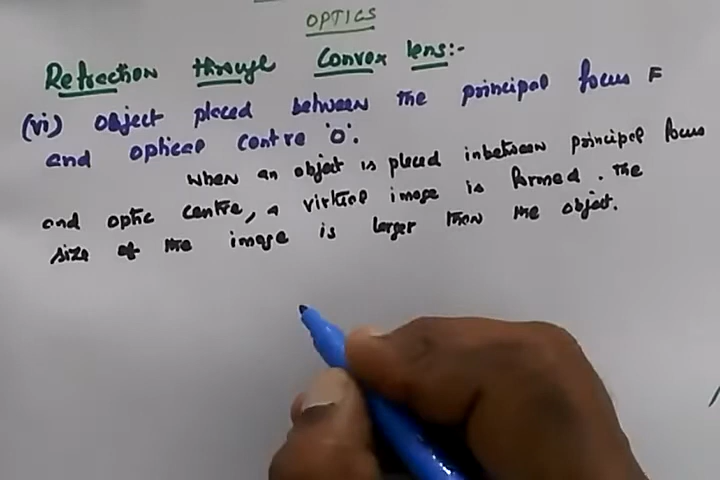 OPTICS
Refraction through Convex lens:-
(vi) Object placed between the principal focus F
and optical centre 'O'.
When an object is placed inbetween principal focus
and optic centre, a virtual image is formed. The
size of the image is larger then the object.